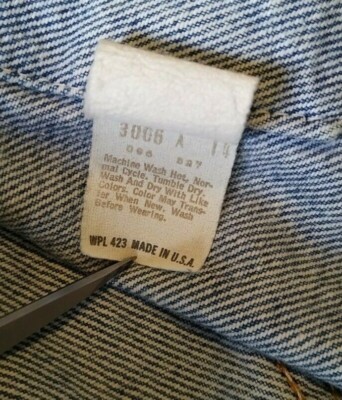 3006 A 14
066 527
Machine Wash Hot, Nor-
mal Cycle. Tumble Dry.
Wash And Dry With Like
Colors. Color May Trans-
fer When New. Wash
Before Wearing.
WPL 423 MADE IN U.S.A.